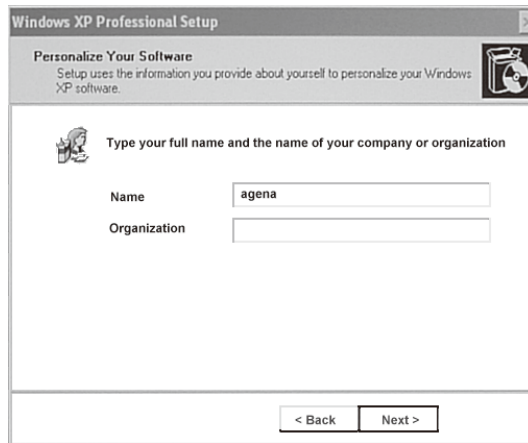 Windows XP Professional Setup
Personalize Your Software
Setup uses the information you provide about yourself to personalize your Windows
XP software.
Type your full name and the name of your company or organization
Name
agena
Organization
< Back
Next >